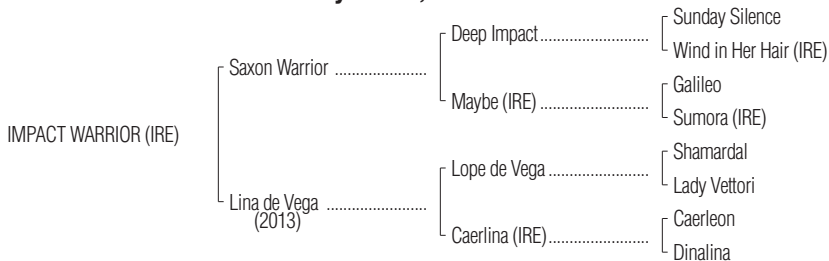 Sunday Silence
Deep Impact
Wind in Her Hair (IRE)
Saxon Warrior
Galileo
Maybe (IRE)
Sumora (IRE)
IMPACT WARRIOR (IRE)
Shamardal
Lope de Vega
Lady Vettori
Lina de Vega
(2013)
Caerleon
Caerlina (IRE)
Dinalina